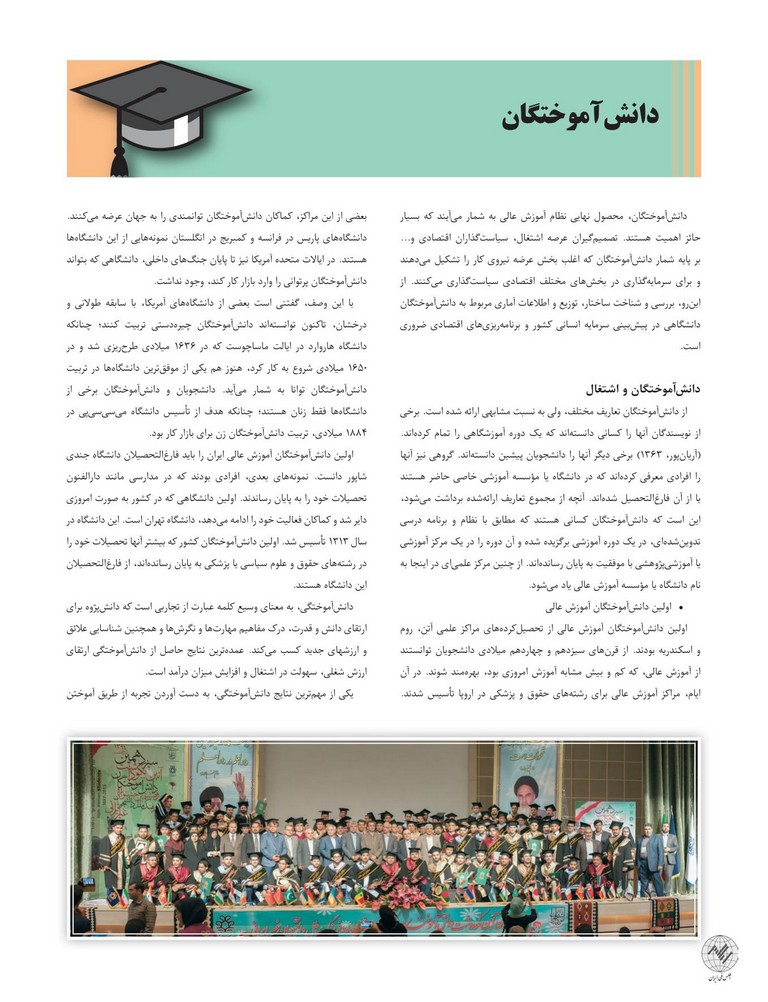 دانش‌آموختگان
دانش‌آموختگان، محصول نهایی نظام آموزش عالی به شمار می‌آیند که بسیار
حائز اهمیت هستند. تصمیم‌گیران عرصه اشتغال، سیاست‌گذاران اقتصادی و...
بر پایه شمار دانش‌آموختگان که اغلب بخش عرضه نیروی کار را تشکیل می‌دهند
و برای سرمایه‌گذاری در بخش‌های مختلف اقتصادی سیاست‌گذاری می‌کنند. از
این‌رو، بررسی و شناخت ساختار، توزیع و اطلاعات آماری مربوط به دانش‌آموختگان
دانشگاهی در پیش‌بینی سرمایه انسانی کشور و برنامه‌ریزی‌های اقتصادی ضروری
است.
دانش‌آموختگان و اشتغال
از دانش‌آموختگان تعاریف مختلف، ولی به نسبت مشابهی ارائه شده است. برخی
از نویسندگان آنها را کسانی دانسته‌اند که یک دوره آموزشگاهی را تمام کرده‌اند.
(آریان‌پور، ۱۳۶۳) برخی دیگر آنها را دانشجویان پیشین دانسته‌اند. گروهی نیز آنها
را افرادی معرفی کرده‌اند که در دانشگاه یا مؤسسه آموزشی خاصی حاضر هستند
یا از آن فارغ‌التحصیل شده‌اند. آنچه از مجموع تعاریف ارائه‌شده برداشت می‌شود،
این است که دانش‌آموختگان کسانی هستند که مطابق با نظام و برنامه درسی
تدوین‌شده‌ای، در یک دوره آموزشی برگزیده شده و آن دوره را در یک مرکز آموزشی
یا آموزشی‌پژوهشی با موفقیت به پایان رسانده‌اند. از چنین مرکز علمی‌ای در اینجا به
نام دانشگاه یا مؤسسه آموزش عالی یاد می‌شود.
• اولین دانش‌آموختگان آموزش عالی
اولین دانش‌آموختگان آموزش عالی از تحصیل‌کرده‌های مراکز علمی آتن، روم
و اسکندریه بودند. از قرن‌های سیزدهم و چهاردهم میلادی دانشجویان توانستند
از آموزش عالی، که کم و بیش مشابه آموزش امروزی بود، بهره‌مند شوند. در آن
ایام، مراکز آموزش عالی برای رشته‌های حقوق و پزشکی در اروپا تأسیس شدند.
بعضی از این مراکز، کماکان دانش‌آموختگان توانمندی را به جهان عرضه می‌کنند.
دانشگاه‌های پاریس در فرانسه و کمبریج در انگلستان نمونه‌هایی از این دانشگاه‌ها
هستند. در ایالات متحده آمریکا نیز تا پایان جنگ‌های داخلی، دانشگاهی که بتواند
دانش‌آموختگان پرتوانی را وارد بازار کار کند، وجود نداشت.
با این وصف، گفتنی است بعضی از دانشگاه‌های آمریکا، با سابقه طولانی و
درخشان، تاکنون توانسته‌اند دانش‌آموختگان چیره‌دستی تربیت کنند؛ چنانکه
دانشگاه هاروارد در ایالت ماساچوست که در ۱۶۳۶ میلادی طرح‌ریزی شد و در
۱۶۵۰ میلادی شروع به کار کرد، هنوز هم یکی از موفق‌ترین دانشگاه‌ها در تربیت
دانش‌آموختگان توانا به شمار می‌آید. دانشجویان و دانش‌آموختگان برخی از
دانشگاه‌ها فقط زنان هستند؛ چنانکه هدف از تأسیس دانشگاه می‌سی‌سی‌پی در
۱۸۸۴ میلادی، تربیت دانش‌آموختگان زن برای بازار کار بود.
اولین دانش‌آموختگان آموزش عالی ایران را باید فارغ‌التحصیلان دانشگاه جندی
شاپور دانست. نمونه‌های بعدی، افرادی بودند که در مدارسی مانند دارالفنون
تحصیلات خود را به پایان رساندند. اولین دانشگاهی که در کشور به صورت امروزی
دایر شد و کماکان فعالیت خود را ادامه می‌دهد، دانشگاه تهران است. این دانشگاه در
سال ۱۳۱۳ تأسیس شد. اولین دانش‌آموختگان کشور که بیشتر آنها تحصیلات خود را
در رشته‌های حقوق و علوم سیاسی یا پزشکی به پایان رسانده‌اند، از فارغ‌التحصیلان
این دانشگاه هستند.
دانش‌آموختگی، به معنای وسیع کلمه عبارت از تجاربی است که دانش‌پژوه برای
ارتقای دانش و قدرت، درک مفاهیم مهارت‌ها و نگرش‌ها و همچنین شناسایی علائق
و ارزشهای جدید کسب می‌کند. عمده‌ترین نتایج حاصل از دانش‌آموختگی ارتقای
ارزش شغلی، سهولت در اشتغال و افزایش میزان درآمد است.
یکی از مهم‌ترین نتایج دانش‌آموختگی، به دست آوردن تجربه از طریق آموختن